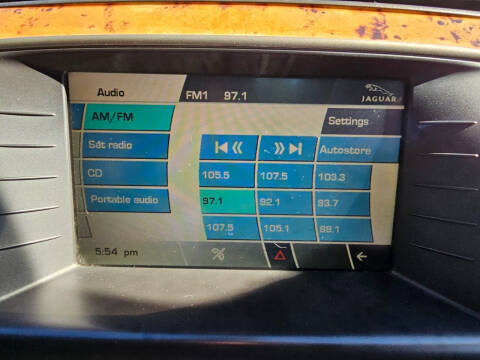 Audio FM1 97.1 JAGUAR
AM/FM Settings
Sat radio Autostore
CD 105.5 107.5 103.3
Portable audio 97.1 92.1 93.7
107.5 105.1 88.1
5:54 pm